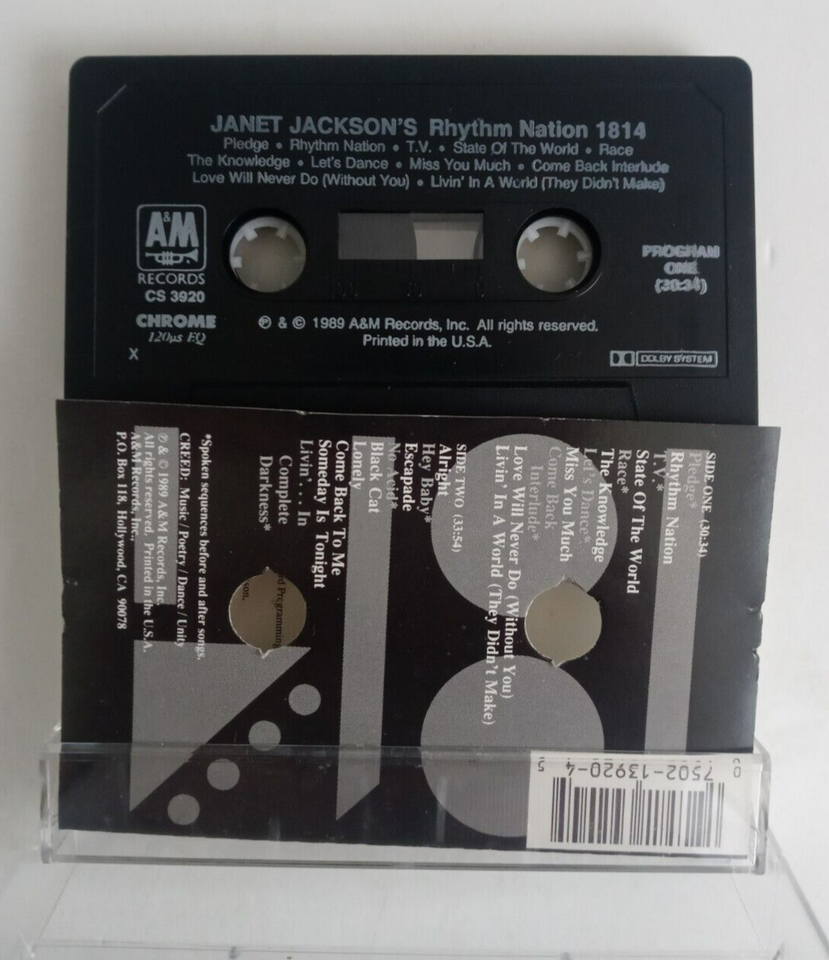 JANET JACKSON'S Rhythm Nation 1814
Pledge • Rhythm Nation • T.V. • State Of The World • Race
The Knowledge • Let's Dance • Miss You Much • Come Back Interlude
Love Will Never Do (Without You) • Livin' In A World (They Didn't Make)
A&M
RECORDS
CS 3920
CHROME
120µs EQ
X
PROGRAM
ONE
(30:34)
℗ & © 1989 A&M Records, Inc. All rights reserved.
Printed in the U.S.A.
DOLBY SYSTEM
SIDE ONE (30:34)
Pledge*
Rhythm Nation
T.V.*
State Of The World
Race*
The Knowledge
Let's Dance*
Miss You Much
Come Back
Interlude*
Love Will Never Do (Without You)
Livin' In A World (They Didn't Make)
SIDE TWO (33:54)
Alright
Hey Baby*
Escapade
No Acid*
Black Cat
Lonely
Come Back To Me
Someday Is Tonight
Livin'... In
Complete
Darkness*
*Spoken sequences before and after songs.
CREED: Music/Poetry/Dance/Unity
℗ & © 1989 A&M Records, Inc.
All rights reserved. Printed in the U.S.A.
A&M Records, Inc.,
P.O. Box 118, Hollywood, CA 90078
Programming
son,
0 7502-13920-4 5